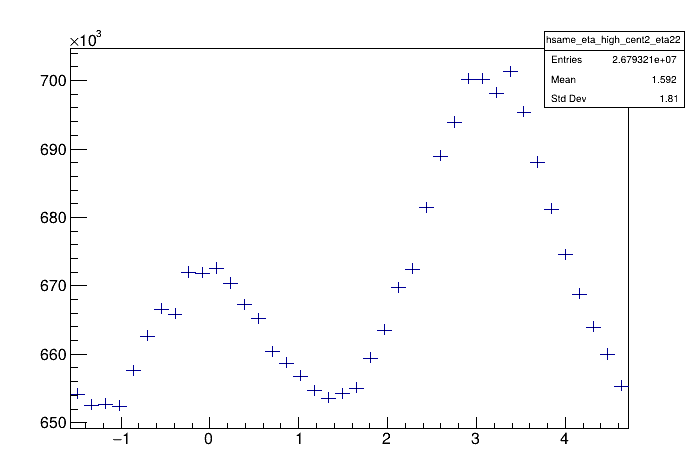 ×10³
hsame_eta_high_cent2_eta22
Entries 2.679321e+07
Mean 1.592
Std Dev 1.81
700
690
680
670
660
650
−1 0 1 2 3 4